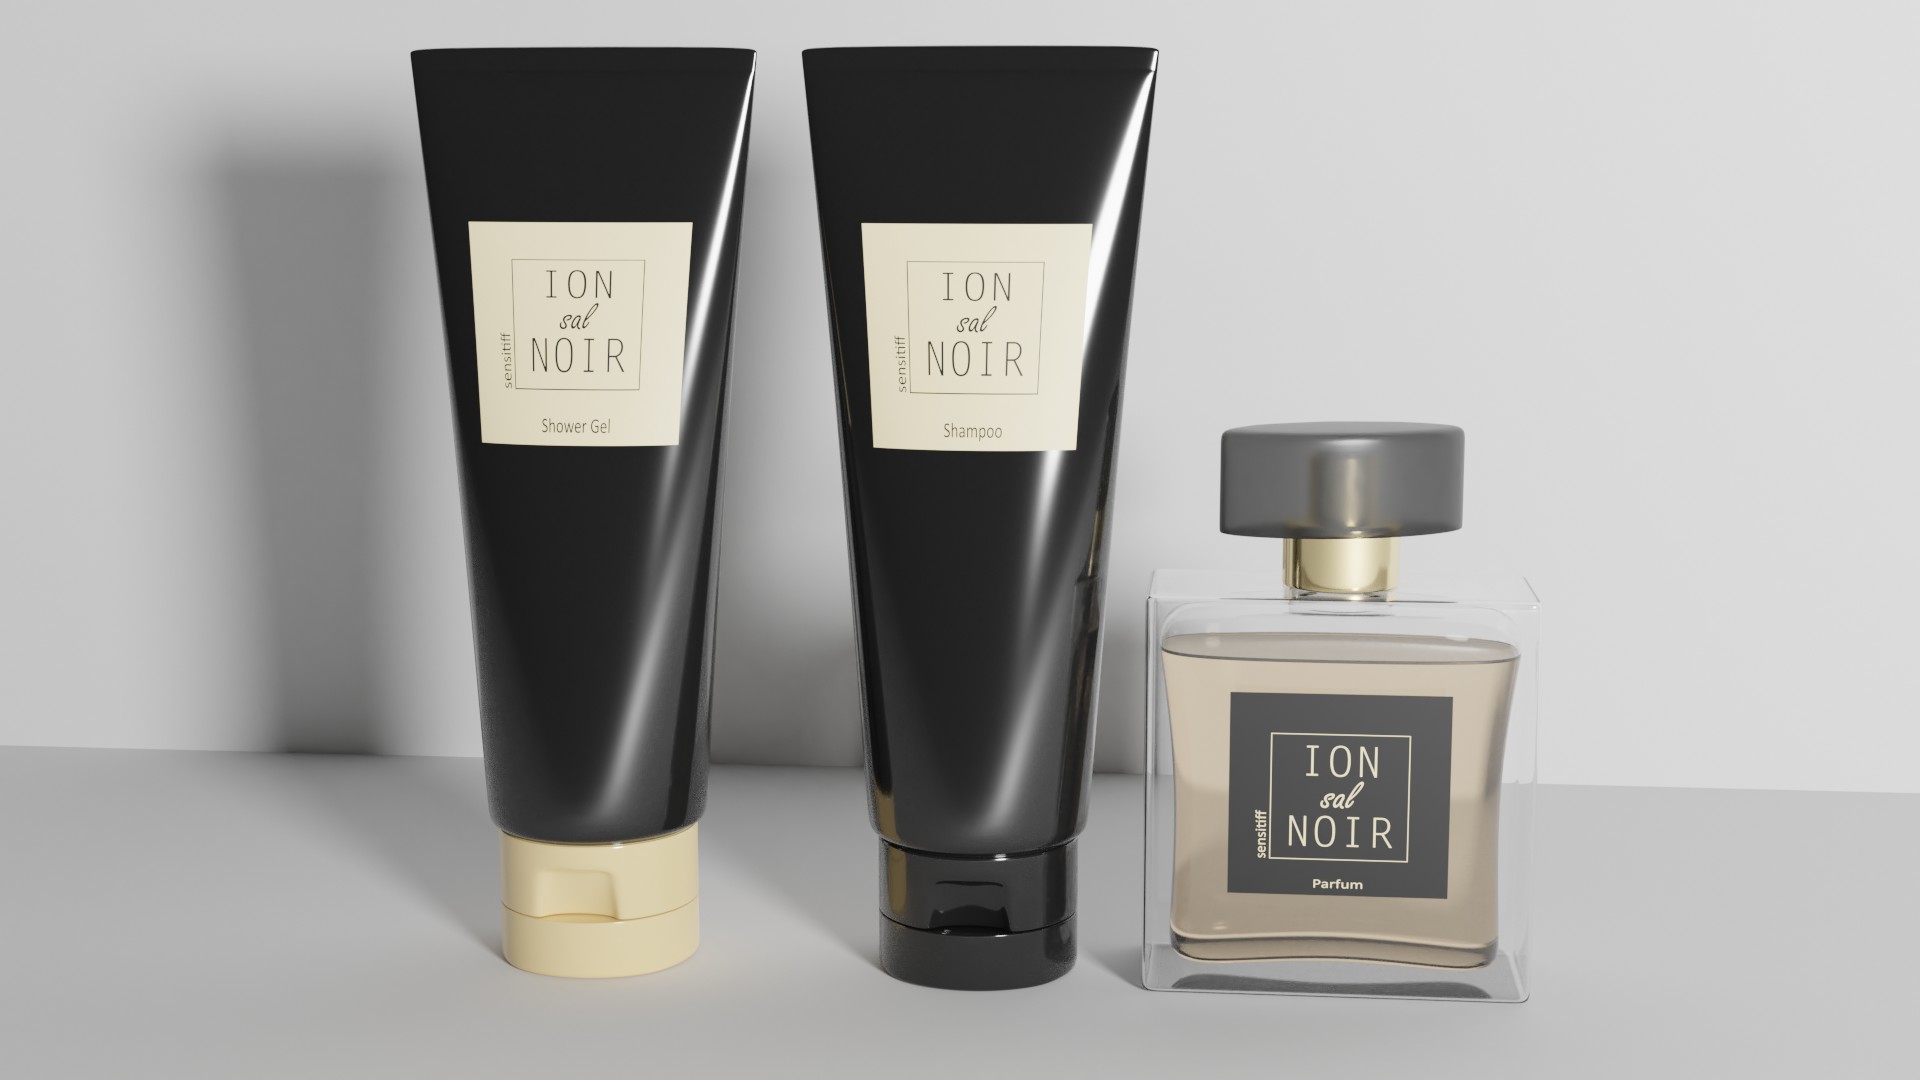 ION
sal
NOIR
sensitiff
Shower Gel
ION
sal
NOIR
sensitiff
Shampoo
ION
sal
NOIR
sensitiff
Parfum